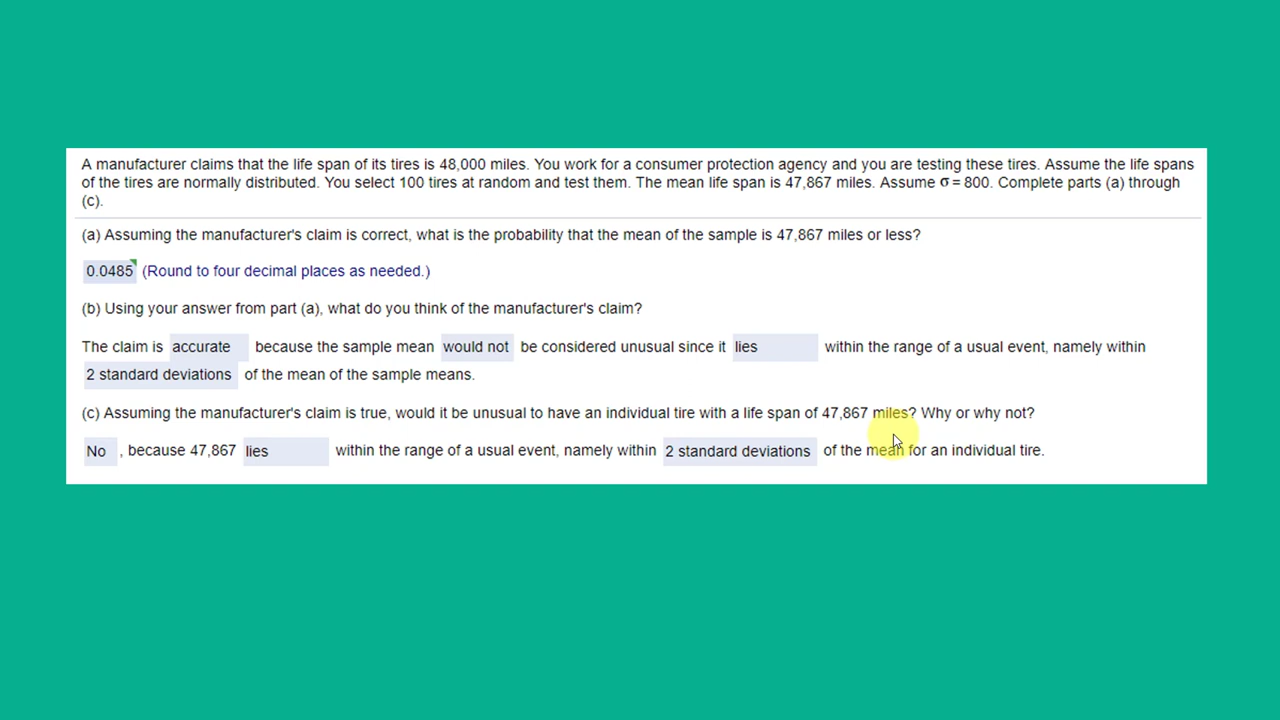 A manufacturer claims that the life span of its tires is 48,000 miles. You work for a consumer protection agency and you are testing these tires. Assume the life spans
of the tires are normally distributed. You select 100 tires at random and test them. The mean life span is 47,867 miles. Assume σ = 800. Complete parts (a) through
(c).
(a) Assuming the manufacturer's claim is correct, what is the probability that the mean of the sample is 47,867 miles or less?
0.0485 (Round to four decimal places as needed.)
(b) Using your answer from part (a), what do you think of the manufacturer's claim?
The claim is accurate because the sample mean would not be considered unusual since it lies within the range of a usual event, namely within
2 standard deviations of the mean of the sample means.
(c) Assuming the manufacturer's claim is true, would it be unusual to have an individual tire with a life span of 47,867 miles? Why or why not?
No , because 47,867 lies within the range of a usual event, namely within 2 standard deviations of the mean for an individual tire.